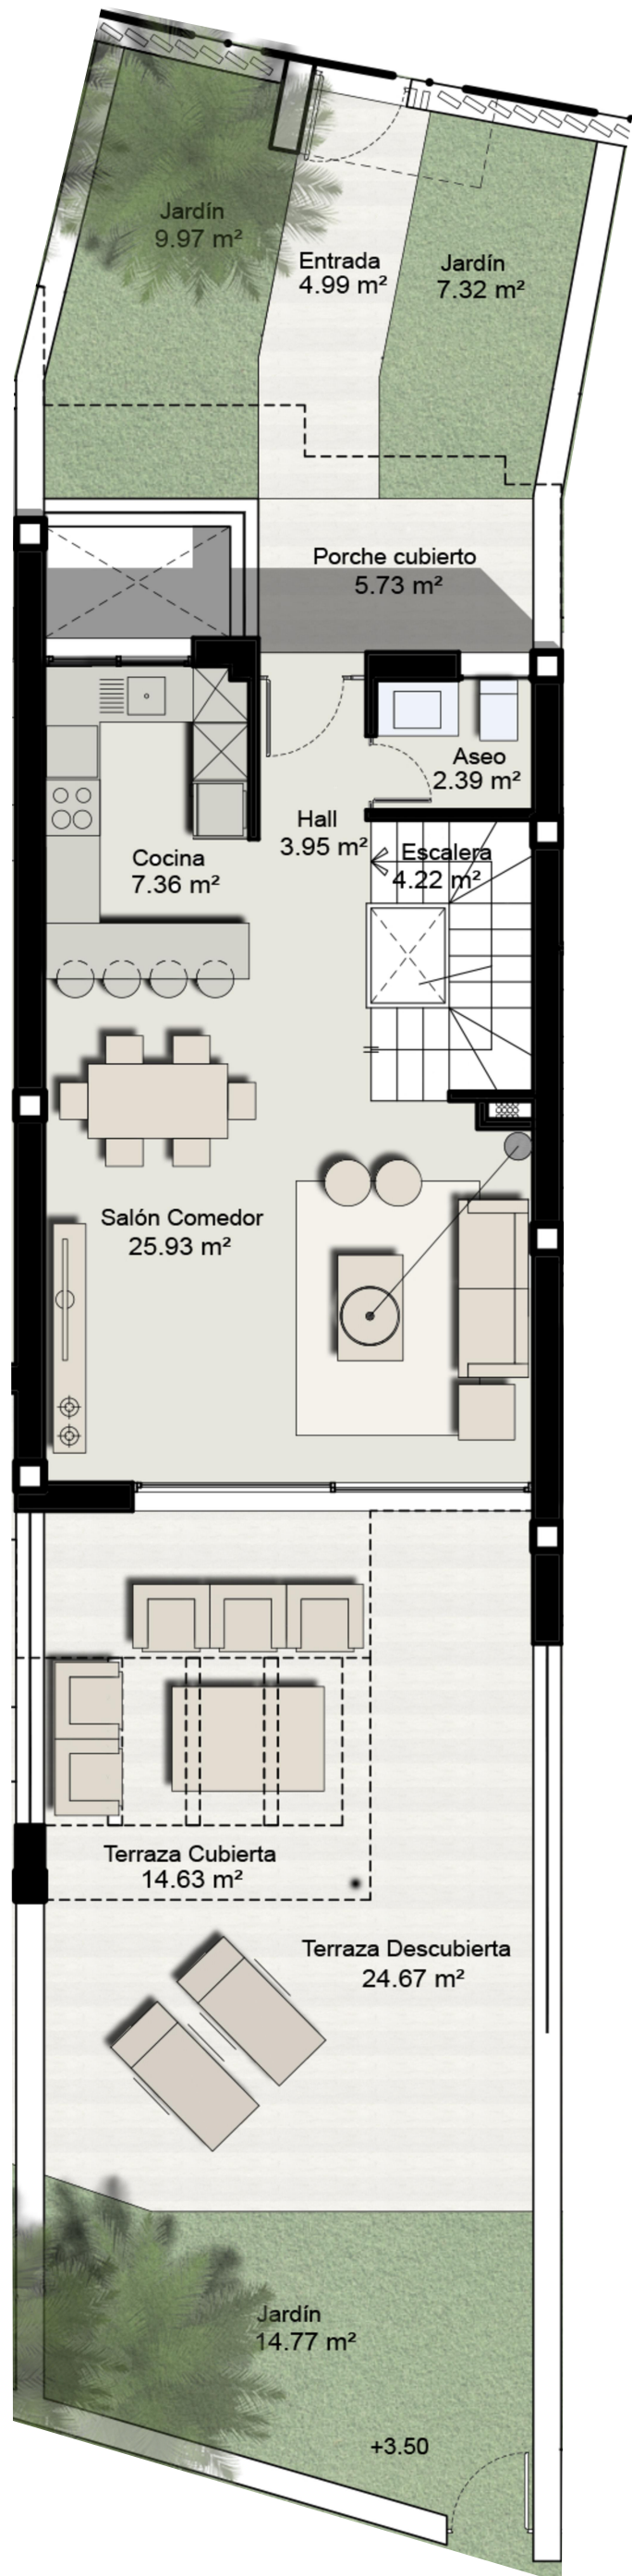 Jardín
9.97 m²
Entrada
4.99 m²
Jardín
7.32 m²
Porche cubierto
5.73 m²
Aseo
2.39 m²
Hall
3.95 m²
Escalera
4.22 m²
Cocina
7.36 m²
Salón Comedor
25.93 m²
Terraza Cubierta
14.63 m²
Terraza Descubierta
24.67 m²
Jardín
14.77 m²
+3.50